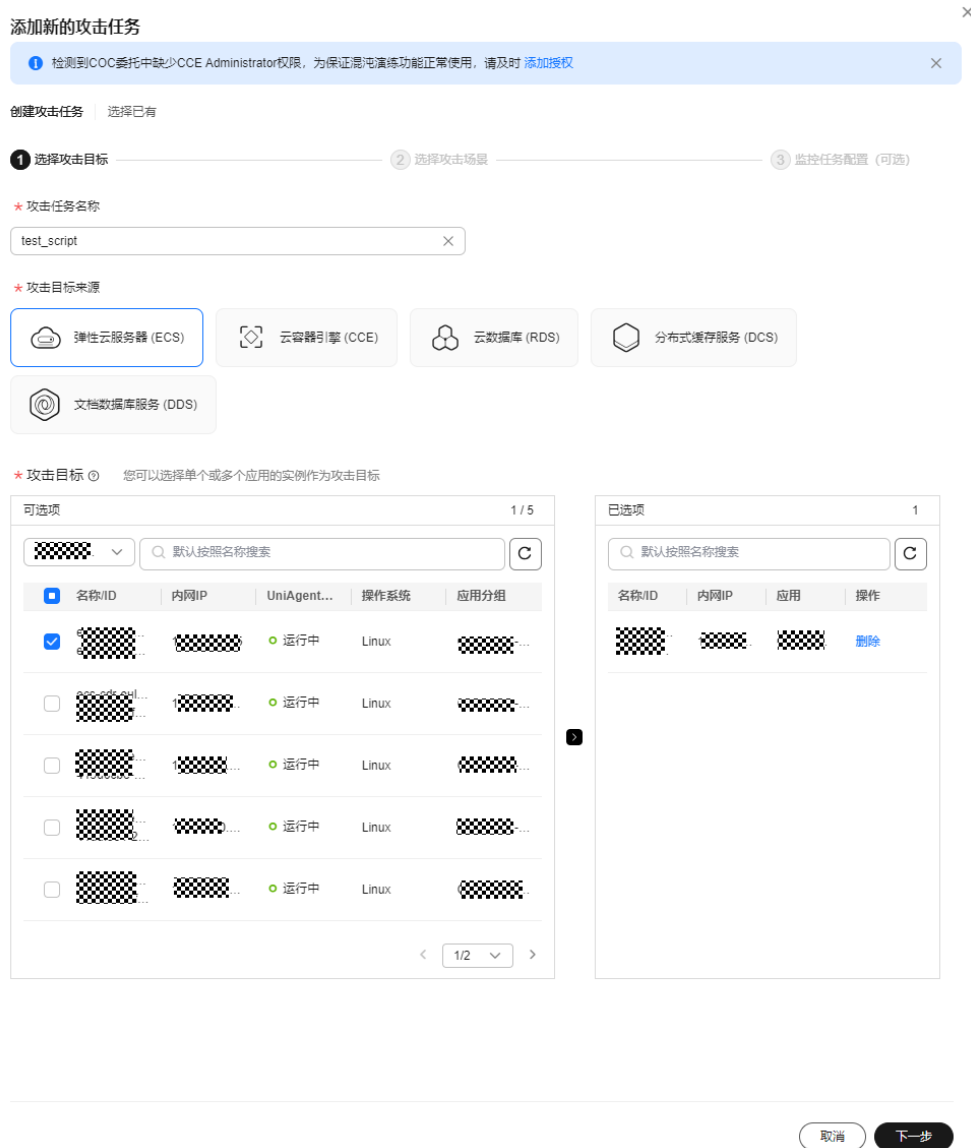 添加新的攻击任务
检测到COC委托中缺少CCE Administrator权限，为保证混沌演练功能正常使用，请及时 添加授权
创建攻击任务 选择已有
1 选择攻击目标 2 选择攻击场景 3 监控任务配置（可选）
* 攻击任务名称
test_script
* 攻击目标来源
弹性云服务器 (ECS) 云容器引擎 (CCE) 云数据库 (RDS) 分布式缓存服务 (DCS)
文档数据库服务 (DDS)
* 攻击目标 您可以选择单个或多个应用的实例作为攻击目标
可选项 1 / 5 已选项 1
默认按照名称搜索 默认按照名称搜索
名称/ID 内网IP UniAgent... 操作系统 应用分组 名称/ID 内网IP 应用 操作
运行中 Linux 删除
运行中 Linux
运行中 Linux
运行中 Linux
运行中 Linux
1/2
取消 下一步